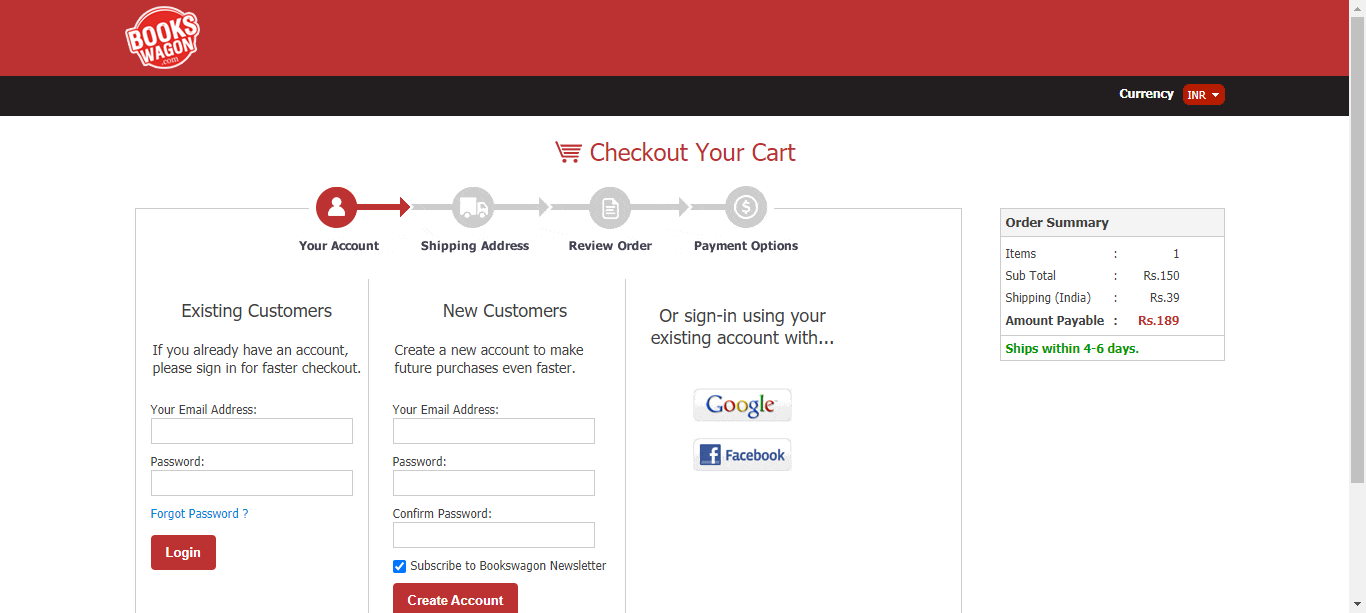 BOOKS
WAGON
.com
Currency INR
Checkout Your Cart
Your Account
Shipping Address
Review Order
Payment Options
Existing Customers
If you already have an account,
please sign in for faster checkout.
Your Email Address:
Password:
Forgot Password ?
Login
New Customers
Create a new account to make
future purchases even faster.
Your Email Address:
Password:
Confirm Password:
Subscribe to Bookswagon Newsletter
Create Account
Or sign-in using your
existing account with...
Google
Facebook
Order Summary
Items : 1
Sub Total : Rs.150
Shipping (India) : Rs.39
Amount Payable : Rs.189
Ships within 4-6 days.